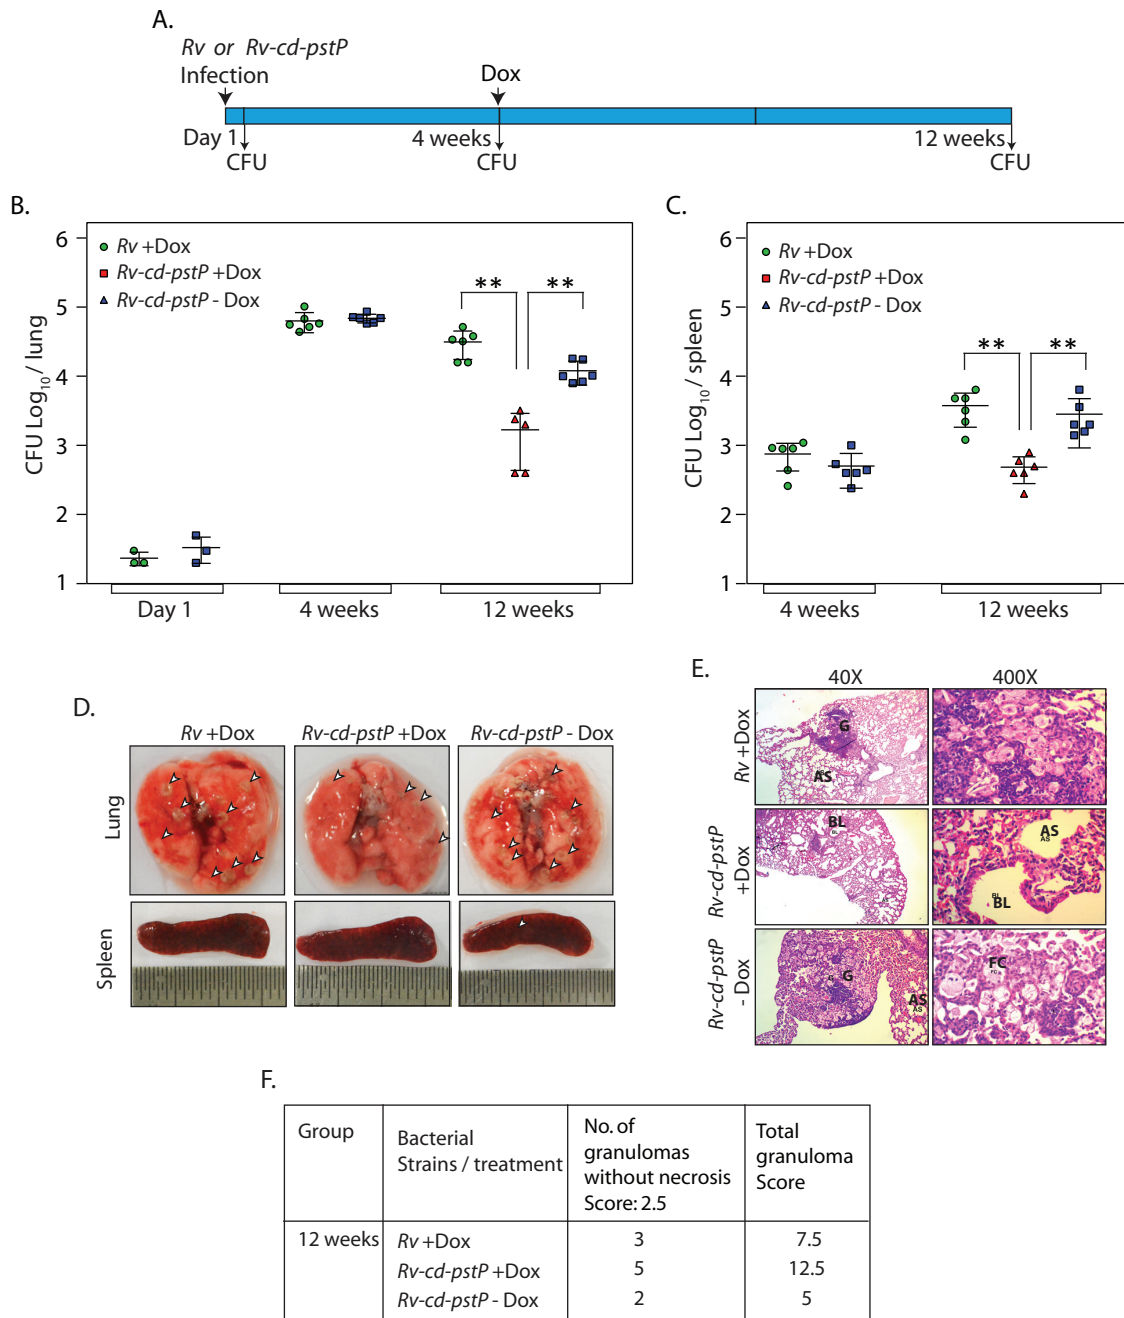 A.
Rv or Rv-cd-pstP
Infection
Dox
Day 1
4 weeks
12 weeks
CFU
CFU
CFU
B.
CFU Log10 / lung
6
5
4
3
2
1
Rv +Dox
Rv-cd-pstP +Dox
Rv-cd-pstP - Dox
** **
Day 1
4 weeks
12 weeks
C.
CFU Log10 / spleen
6
5
4
3
2
1
Rv +Dox
Rv-cd-pstP +Dox
Rv-cd-pstP - Dox
** **
4 weeks
12 weeks
D.
Rv +Dox
Rv-cd-pstP +Dox
Rv-cd-pstP - Dox
Lung
Spleen
E.
40X
400X
Rv +Dox
G
AS
Rv-cd-pstP
+Dox
BL
AS
AS
BL
BL
Rv-cd-pstP
- Dox
G
AS
AS
FC
FC
F.
Group
Bacterial
Strains / treatment
No. of
granulomas
without necrosis
Score: 2.5
Total
granuloma
Score
12 weeks
Rv +Dox 3 7.5
Rv-cd-pstP +Dox 5 12.5
Rv-cd-pstP - Dox 2 5